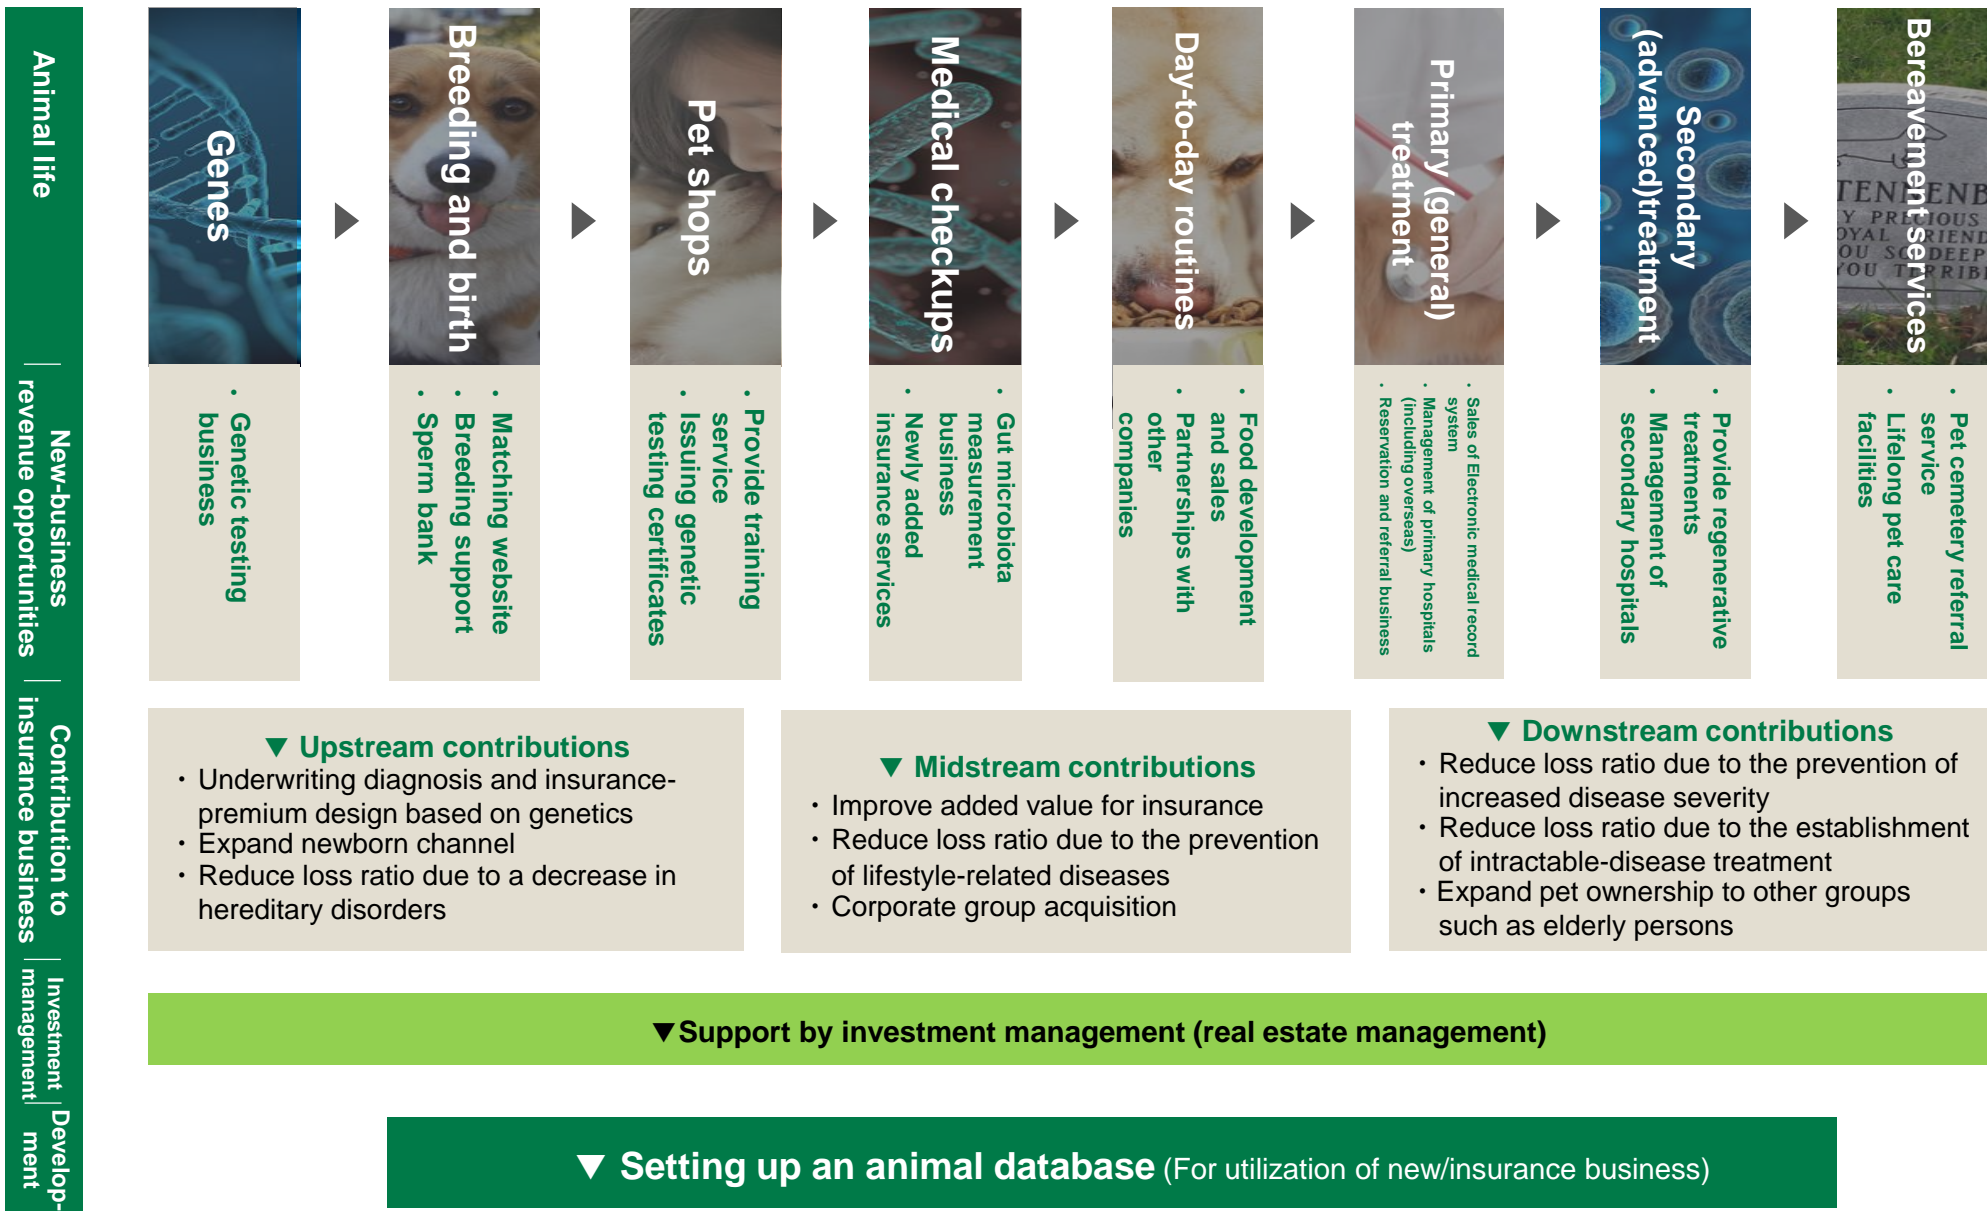 Animal life
New-business
revenue opportunities
Contribution to
insurance business
Investment
management
Develop-
ment
Genes
Breeding and birth
Pet shops
Medical checkups
Day-to-day routines
Primary (general)
treatment
Secondary
(advanced)treatment
Bereavement services
TENNENB
Y PRECIOUS
OYAL FRIEND
OU SO DEEP
YOU TERRIBL
・Genetic testing
business
・Matching website
・Breeding support
・Sperm bank
・Provide training
service
・Issuing genetic
testing certificates
・Gut microbiota
measurement
business
・Newly added
insurance services
・Food development
and sales
・Partnerships with
other
companies
・Sales of Electronic medical record
system
・Management of primary hospitals
(including overseas)
・Reservation and referral business
・Provide regenerative
treatments
・Management of
secondary hospitals
・Pet cemetery referral
service
・Lifelong pet care
facilities
▼ Upstream contributions
・Underwriting diagnosis and insurance-
premium design based on genetics
・Expand newborn channel
・Reduce loss ratio due to a decrease in
hereditary disorders
▼ Midstream contributions
・Improve added value for insurance
・Reduce loss ratio due to the prevention
of lifestyle-related diseases
・Corporate group acquisition
▼ Downstream contributions
・Reduce loss ratio due to the prevention of
increased disease severity
・Reduce loss ratio due to the establishment
of intractable-disease treatment
・Expand pet ownership to other groups
such as elderly persons
▼Support by investment management (real estate management)
▼ Setting up an animal database (For utilization of new/insurance business)